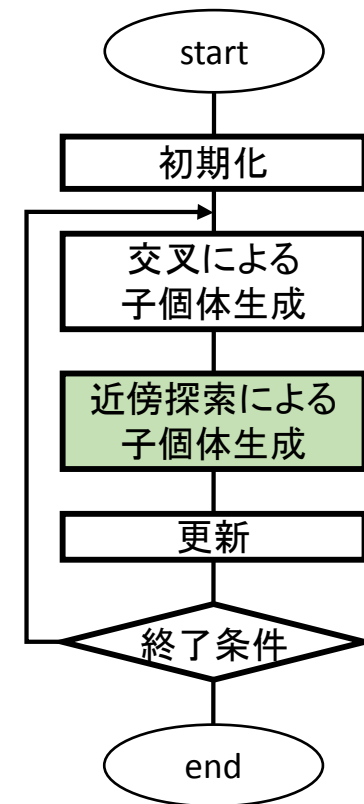 start
初期化
交叉による
子個体生成
近傍探索による
子個体生成
更新
終了条件
end